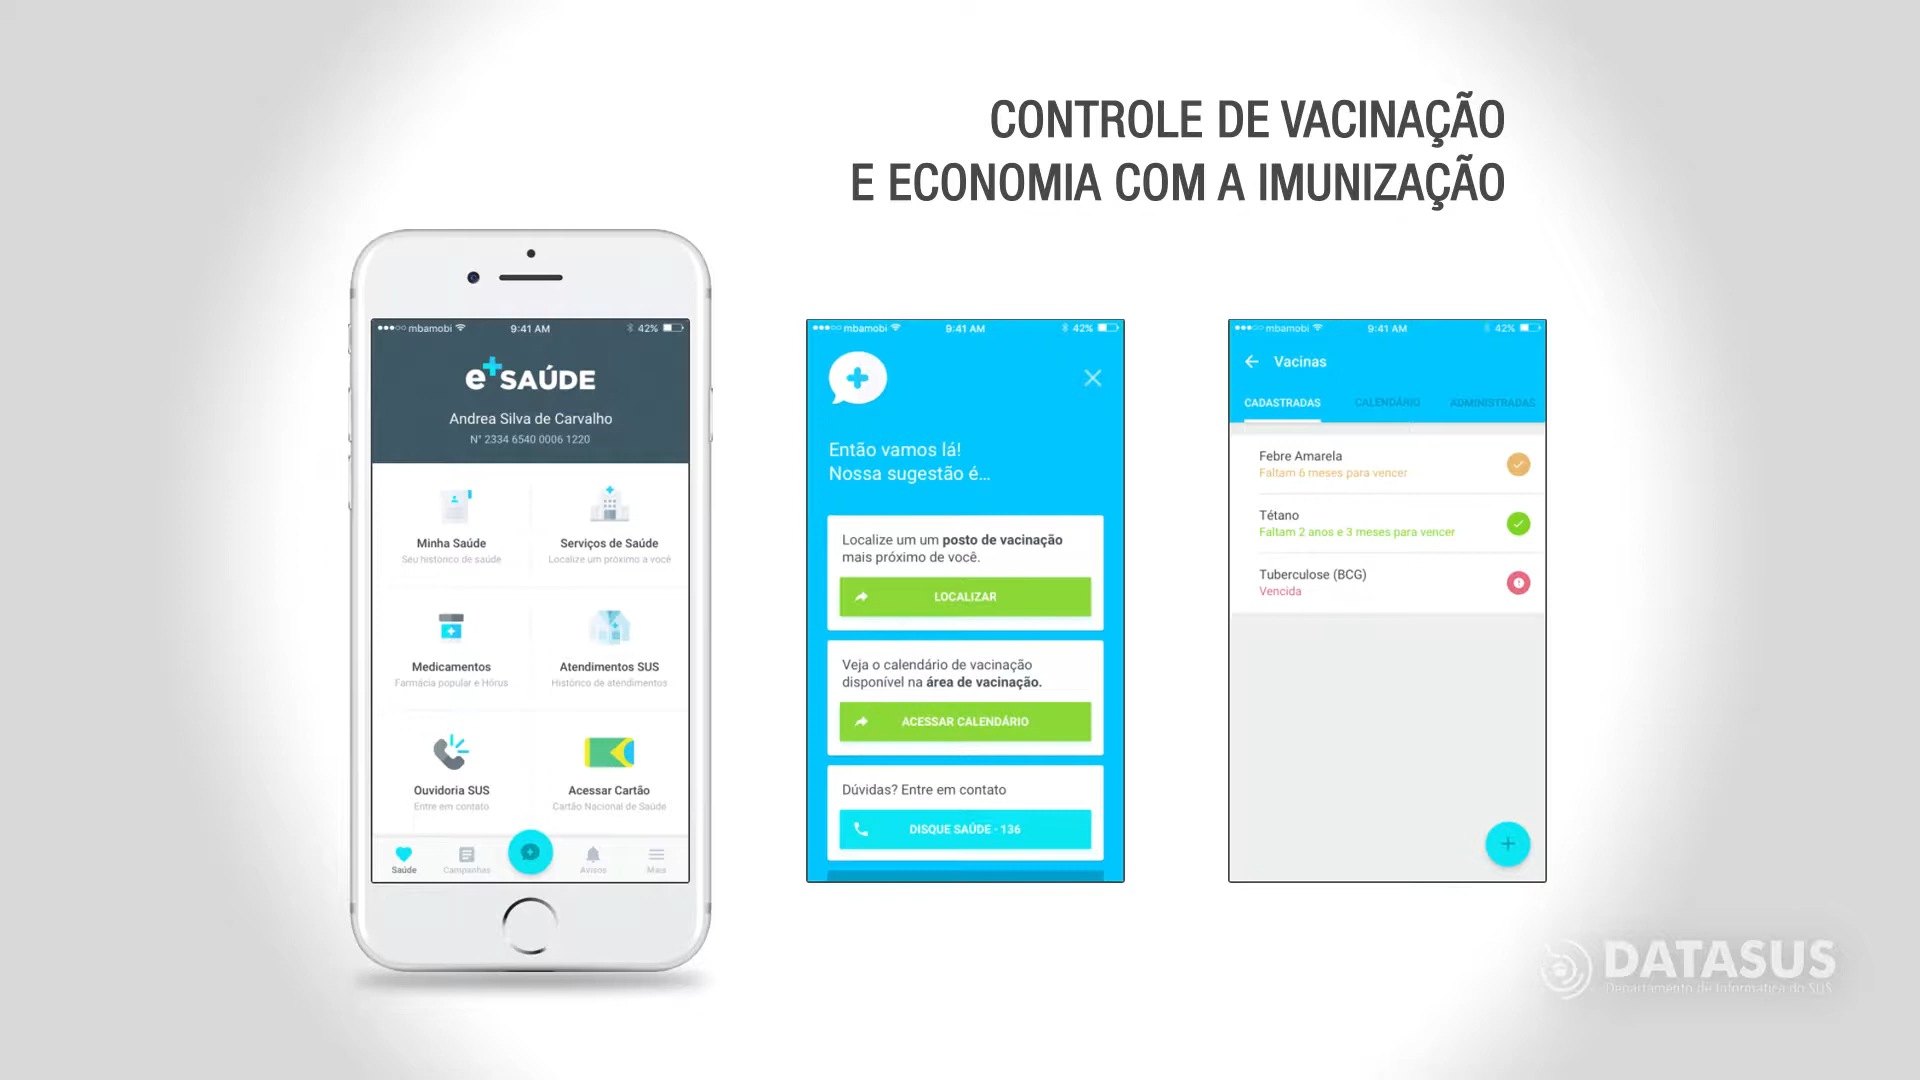 CONTROLE DE VACINAÇÃO
E ECONOMIA COM A IMUNIZAÇÃO
mbamobi 9:41 AM 42%
e+SAÚDE
Andrea Silva de Carvalho
N° 2334 6540 0006 1220
Minha Saúde
Seu histórico de saúde
Serviços de Saúde
Localize um próximo a você
Medicamentos
Farmácia popular e Hórus
Atendimentos SUS
Histórico de atendimentos
Ouvidoria SUS
Entre em contato
Acessar Cartão
Cartão Nacional de Saúde
Saúde Campanhas Avisos Mais
mbamobi 9:41 AM 42%
Então vamos lá!
Nossa sugestão é...
Localize um um posto de vacinação
mais próximo de você.
LOCALIZAR
Veja o calendário de vacinação
disponível na área de vacinação.
ACESSAR CALENDÁRIO
Dúvidas? Entre em contato
DISQUE SAÚDE · 136
mbamobi 9:41 AM 42%
Vacinas
CADASTRADAS CALENDÁRIO ADMINISTRADAS
Febre Amarela
Faltam 6 meses para vencer
Tétano
Faltam 2 anos e 3 meses para vencer
Tuberculose (BCG)
Vencida
DATASUS
Departamento de Informática do SUS